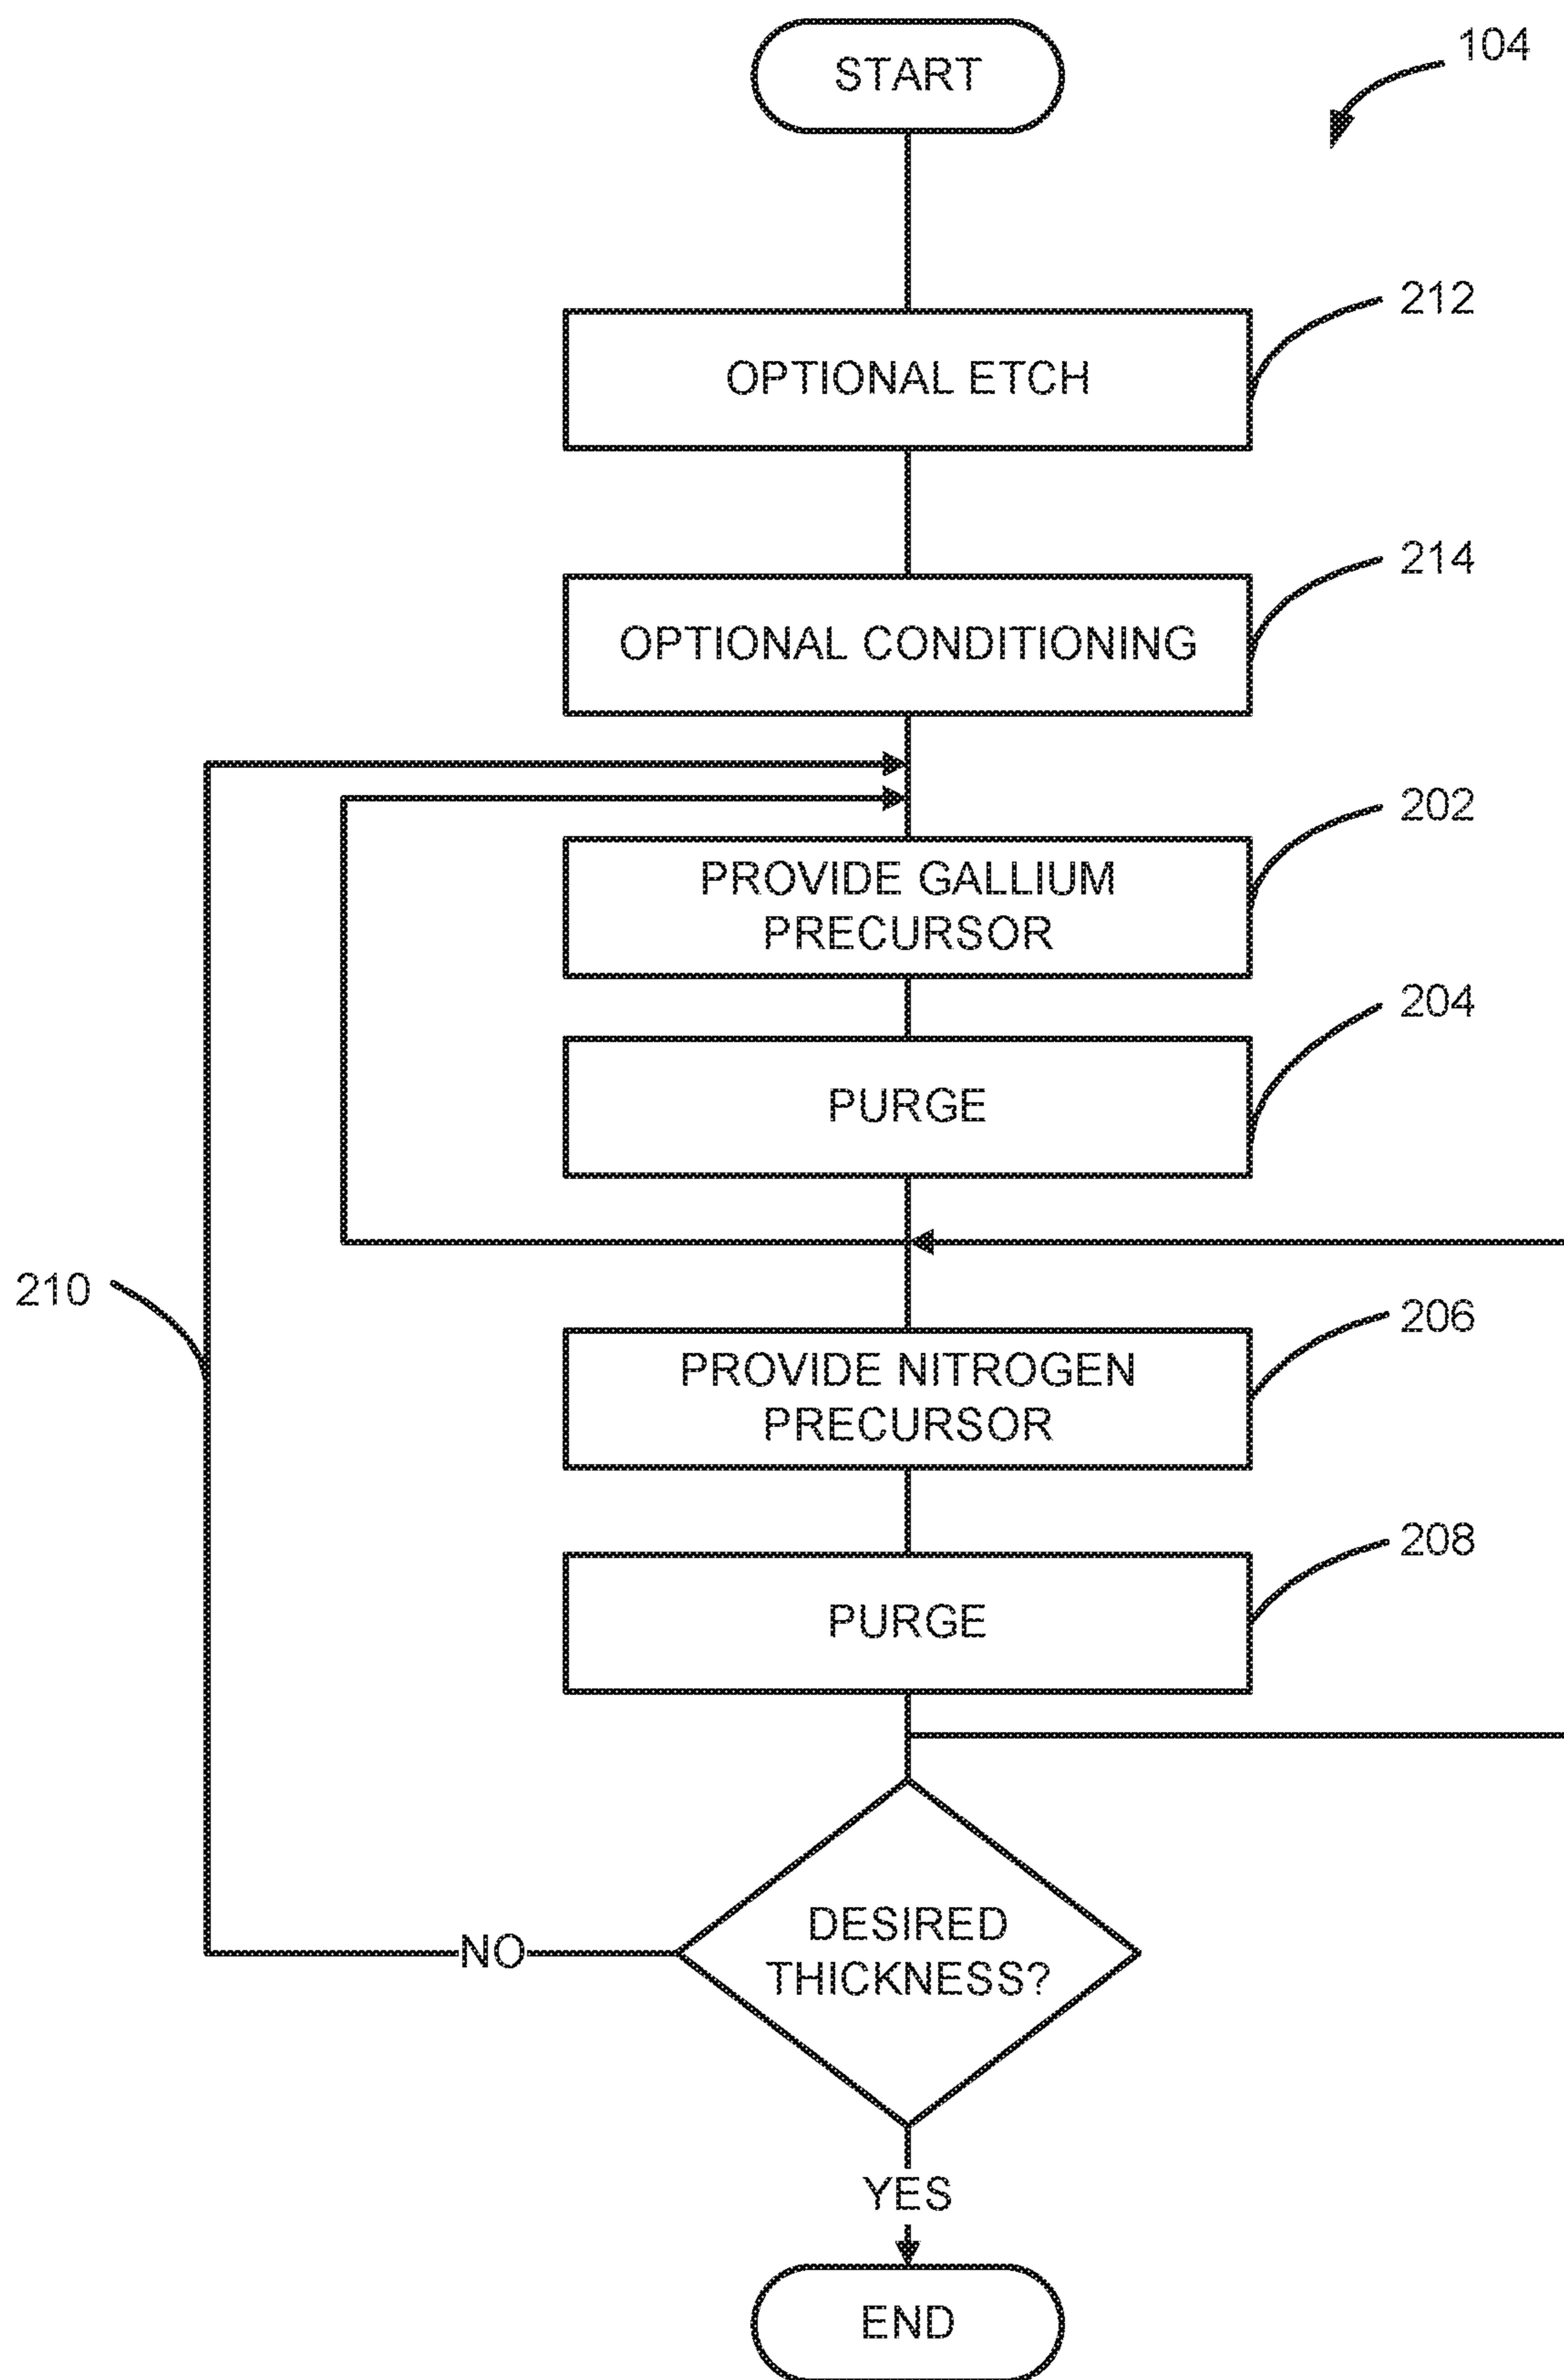 START
104
OPTIONAL ETCH
212
OPTIONAL CONDITIONING
214
PROVIDE GALLIUM
PRECURSOR
202
PURGE
204
210
PROVIDE NITROGEN
PRECURSOR
206
PURGE
208
DESIRED
THICKNESS?
NO
YES
END